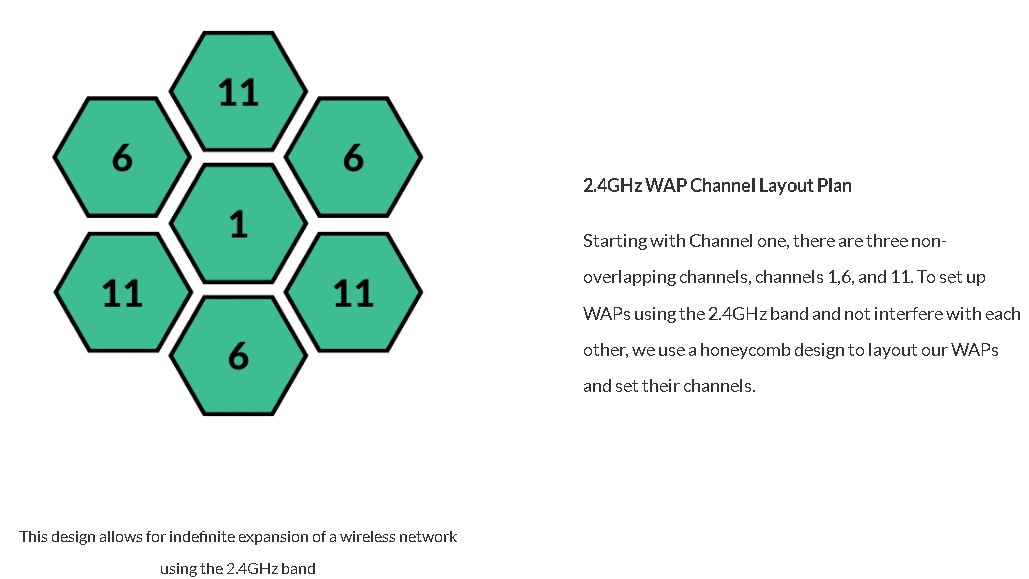 11
6
6
1
11
11
6
2.4GHz WAP Channel Layout Plan
Starting with Channel one, there are three non-
overlapping channels, channels 1,6, and 11. To set up
WAPs using the 2.4GHz band and not interfere with each
other, we use a honeycomb design to layout our WAPs
and set their channels.
This design allows for indefinite expansion of a wireless network
using the 2.4GHz band